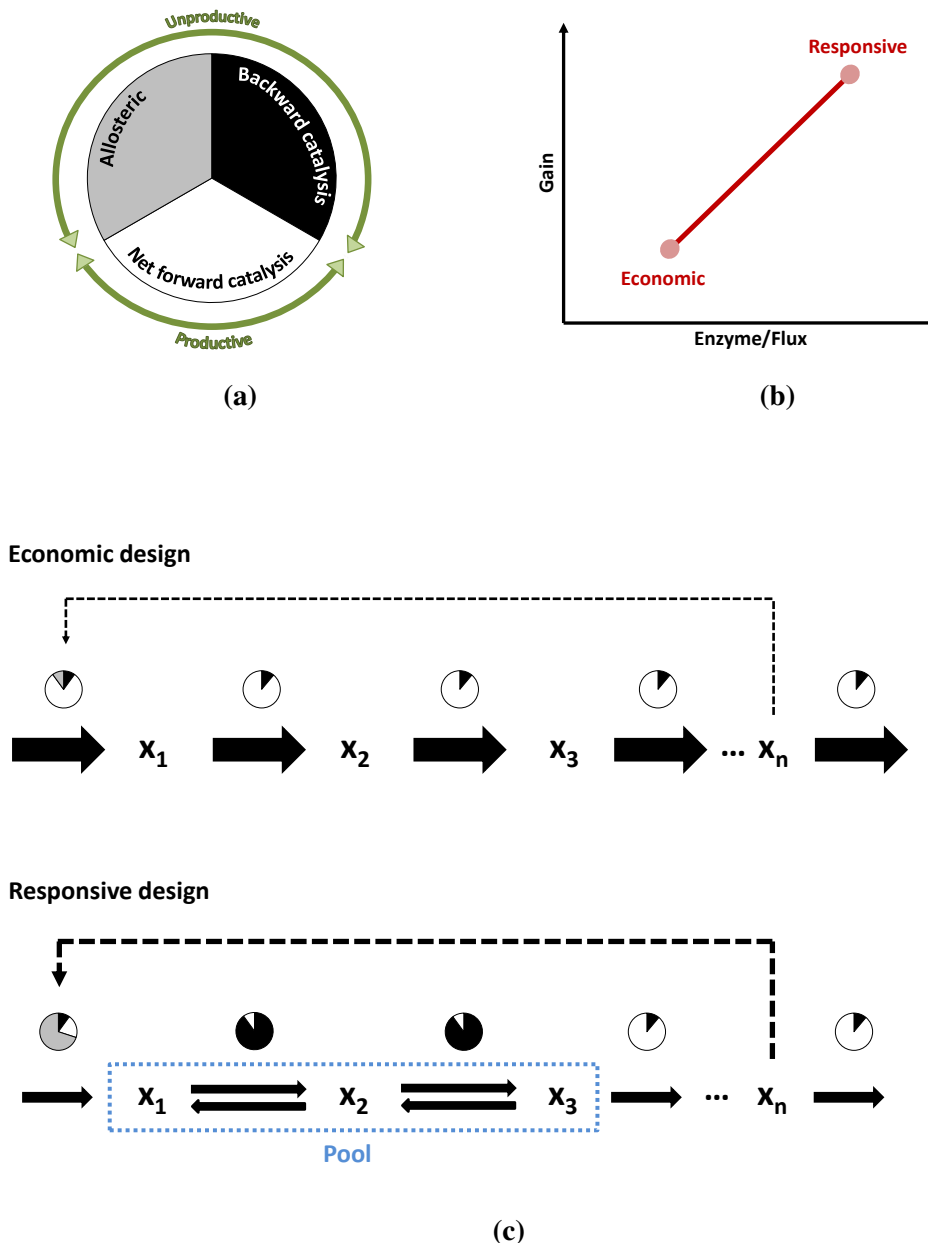 Unproductive
Allosteric
Backward catalysis
Net forward catalysis
Productive
(a)
Gain
Responsive
Economic
Enzyme/Flux
(b)
Economic design
x1 x2 x3 ... xn
Responsive design
x1 x2 x3 ... xn
Pool
(c)